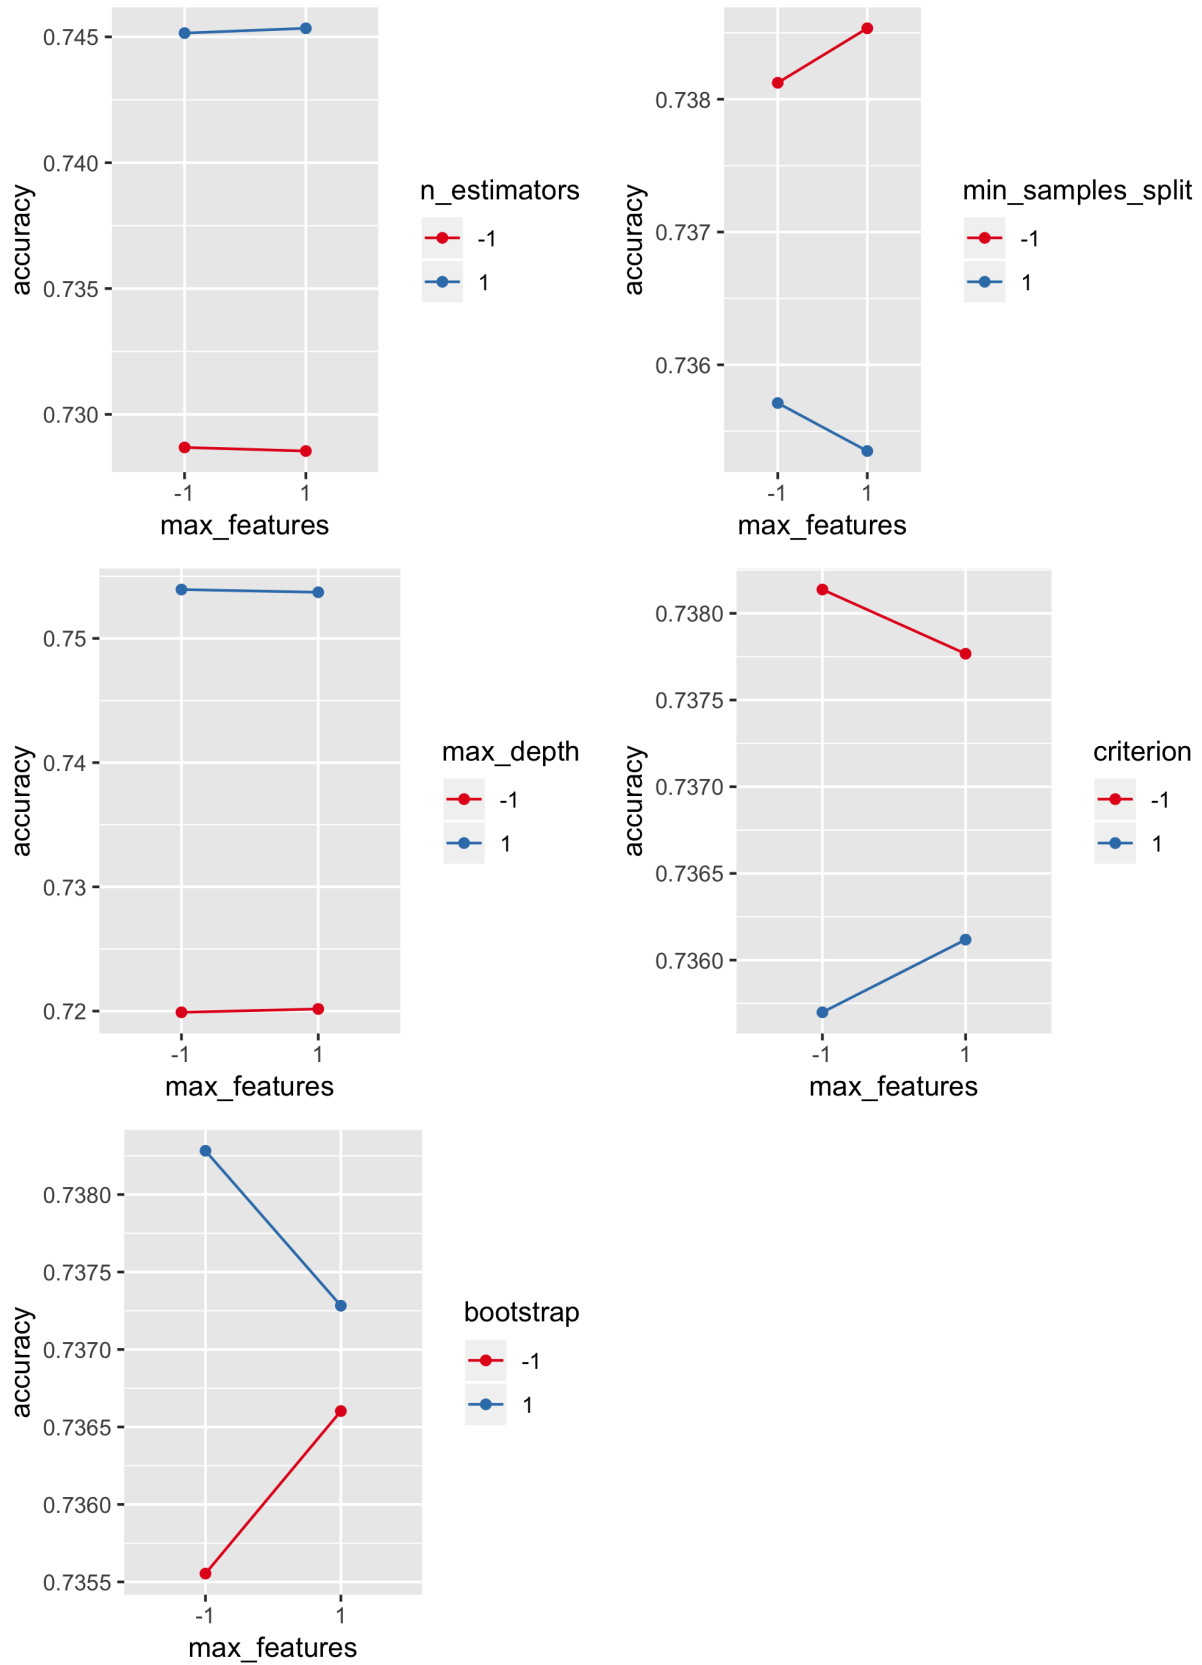 0.745
0.740
0.735
0.730
accuracy
-1
1
max_features
n_estimators
-1
1
0.738
0.737
0.736
accuracy
-1
1
max_features
min_samples_split
-1
1
0.75
0.74
0.73
0.72
accuracy
-1
1
max_features
max_depth
-1
1
0.7380
0.7375
0.7370
0.7365
0.7360
accuracy
-1
1
max_features
criterion
-1
1
0.7380
0.7375
0.7370
0.7365
0.7360
0.7355
accuracy
-1
1
max_features
bootstrap
-1
1